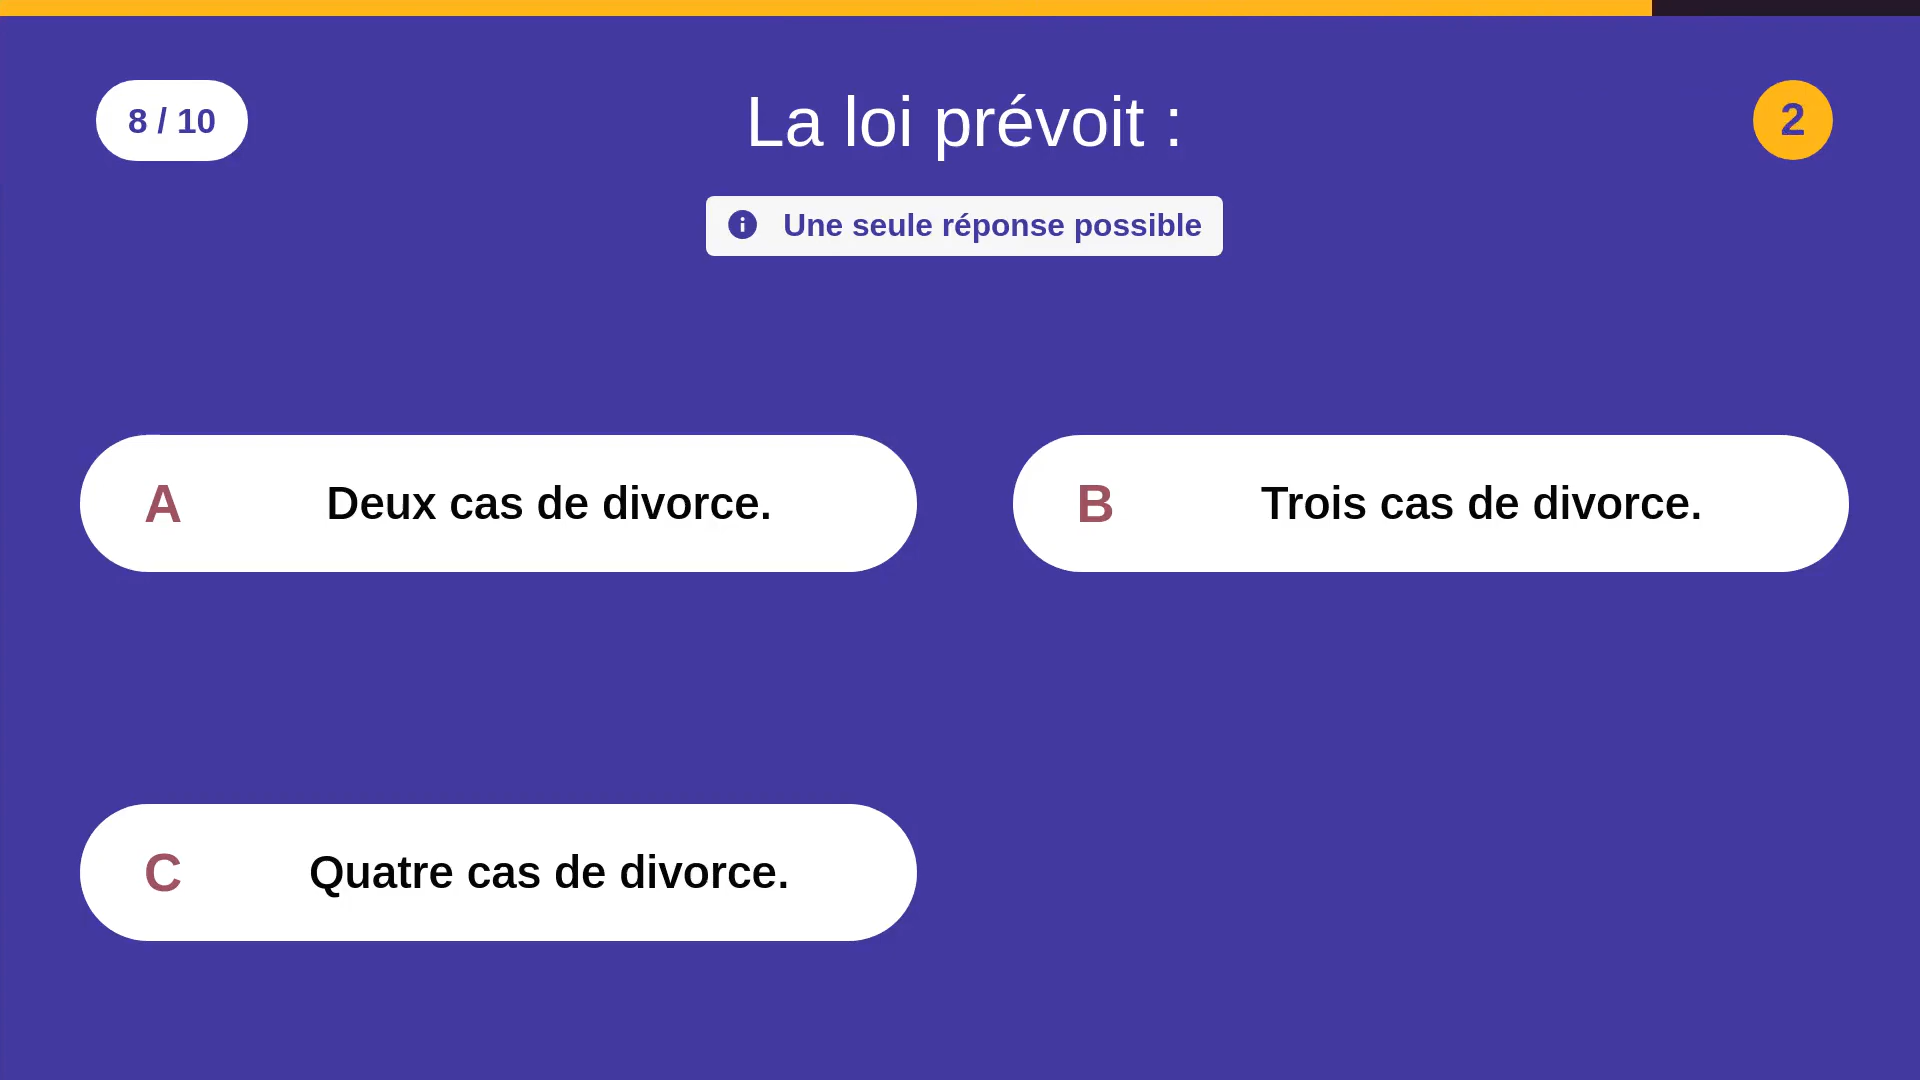 8 / 10
La loi prévoit :
2
Une seule réponse possible
A
Deux cas de divorce.
B
Trois cas de divorce.
C
Quatre cas de divorce.